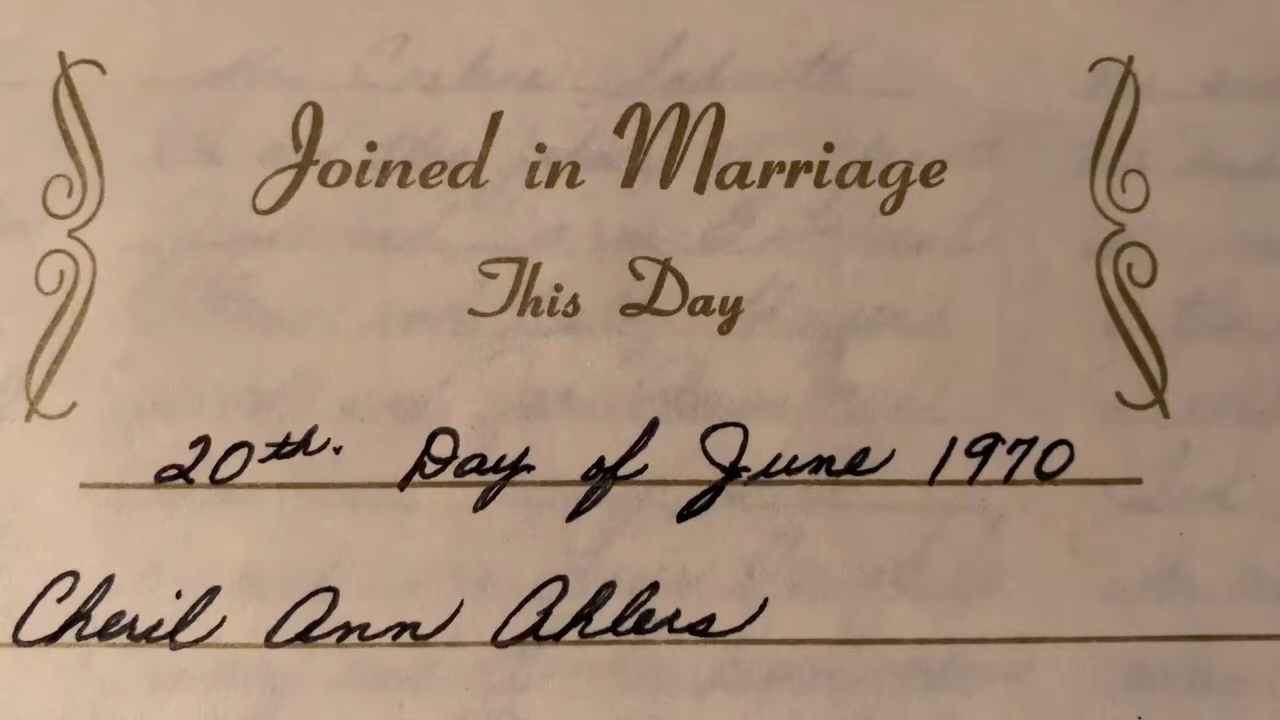 Joined in Marriage
This Day
20th. Day of June 1970
Cheril Ann Ahlers